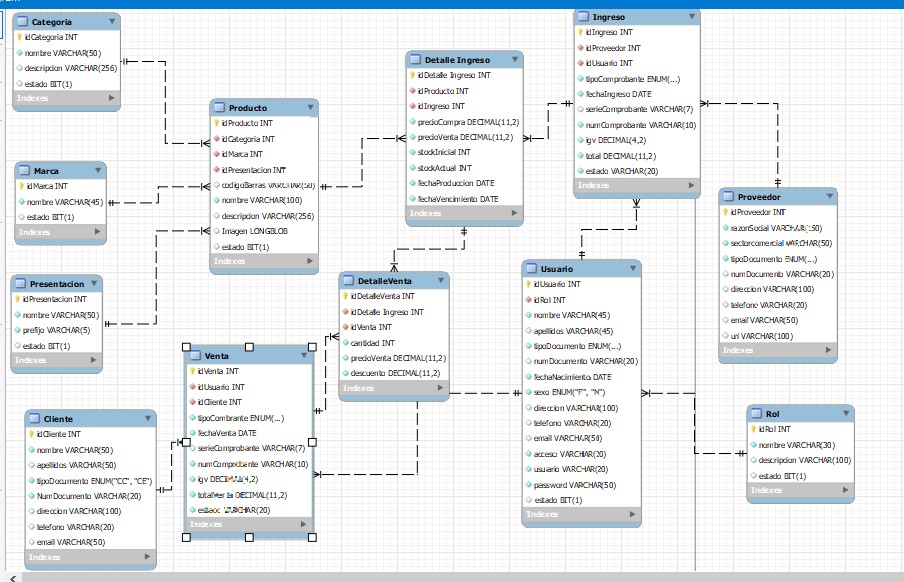 Categoria
idCategoria INT
nombre VARCHAR(50)
descripcion VARCHAR(256)
estado BIT(1)
Indexes
Marca
idMarca INT
nombre VARCHAR(45)
estado BIT(1)
Indexes
Presentacion
idPresentacion INT
nombre VARCHAR(50)
prefijo VARCHAR(5)
estado BIT(1)
Indexes
Producto
idProducto INT
idCategoria INT
idMarca INT
idPresentacion INT
codigoBarras VARCHAR(50)
nombre VARCHAR(100)
descripcion VARCHAR(256)
Imagen LONGBLOB
estado BIT(1)
Indexes
Detalle Ingreso
idDetalle Ingreso INT
idProducto INT
idIngreso INT
precioCompra DECIMAL(11,2)
precioVenta DECIMAL(11,2)
stockInicial INT
stockActual INT
fechaProduccion DATE
fechaVencimiento DATE
Indexes
Ingreso
idIngreso INT
idProveedor INT
idUsuario INT
tipoComprobante ENUM(...)
fechaIngreso DATE
serieComprobante VARCHAR(7)
numComprobante VARCHAR(10)
igv DECIMAL(4,2)
total DECIMAL(11,2)
estado VARCHAR(20)
Indexes
Proveedor
idProveedor INT
razonSocial VARCHAR(150)
sectorcomercial VARCHAR(50)
tipoDocumento ENUM(...)
numDocumento VARCHAR(20)
direccion VARCHAR(100)
telefono VARCHAR(20)
email VARCHAR(50)
url VARCHAR(100)
Indexes
DetalleVenta
idDetalleVenta INT
idDetalle Ingreso INT
idVenta INT
cantidad INT
precioVenta DECIMAL(11,2)
descuento DECIMAL(11,2)
Indexes
Usuario
idUsuario INT
idRol INT
nombre VARCHAR(45)
apellidos VARCHAR(45)
tipoDocumento ENUM(...)
numDocumento VARCHAR(20)
fechaNacimiento DATE
sexo ENUM("F", "M")
direccion VARCHAR(100)
telefono VARCHAR(20)
email VARCHAR(50)
acceso VARCHAR(20)
usuario VARCHAR(20)
password VARCHAR(50)
estado BIT(1)
Indexes
Venta
idVenta INT
idUsuario INT
idCliente INT
tipoCombrante ENUM(...)
fechaVenta DATE
serieComprobante VARCHAR(7)
numComprobante VARCHAR(10)
igv DECIMAL(4,2)
totalVenta DECIMAL(11,2)
estado VARCHAR(20)
Indexes
Cliente
idCliente INT
nombre VARCHAR(50)
apellidos VARCHAR(50)
tipoDocumento ENUM("CC", "CE")
NumDocumento VARCHAR(20)
direccion VARCHAR(100)
telefono VARCHAR(20)
email VARCHAR(50)
Indexes
Rol
idRol INT
nombre VARCHAR(30)
descripcion VARCHAR(100)
estado BIT(1)
Indexes